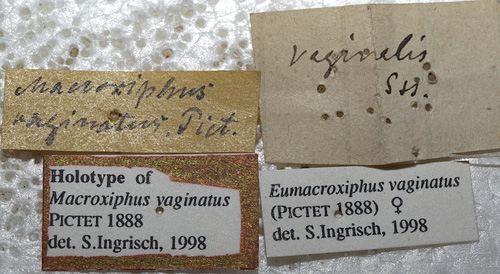 Macroxiphus
vaginatus. Pict.
vaginalis
Sss.
Holotype of
Macroxiphus vaginatus
PICTET 1888
det. S.Ingrisch, 1998
Eumacroxiphus vaginatus
(PICTET 1888) ♀
det. S.Ingrisch, 1998